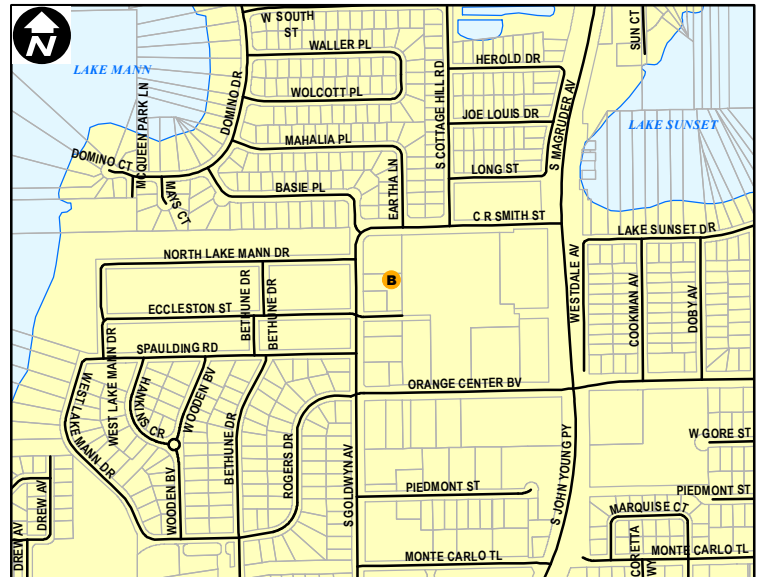 N
W SOUTH
ST
WALLER PL
WOLCOTT PL
MAHALIA PL
BASIE PL
LAKE MANN
MCQUEEN PARK LN
DOMINO DR
DOMINO CT
MAYS CT
EARTHA LN
S COTTAGE HILL RD
HEROLD DR
JOE LOUIS DR
LONG ST
S MAGRUDER AV
SUN CT
LAKE SUNSET
C R SMITH ST
LAKE SUNSET DR
NORTH LAKE MANN DR
B
ECCLESTON ST
BETHUNE DR
BETHUNE DR
SPAULDING RD
WESTDALE AV
COOKMAN AV
DOBY AV
WEST LAKE MANN DR
WEST LAKE MANN DR
HANKINS CR
WOODEN BV
WOODEN BV
BETHUNE DR
ROGERS DR
S GOLDWYN AV
ORANGE CENTER BV
S JOHN YOUNG PY
W GORE ST
PIEDMONT ST
PIEDMONT ST
MARQUISE CT
MONTE CARLO TL
MONTE CARLO TL
CORETTA
WY
DREW AV
DREW AV